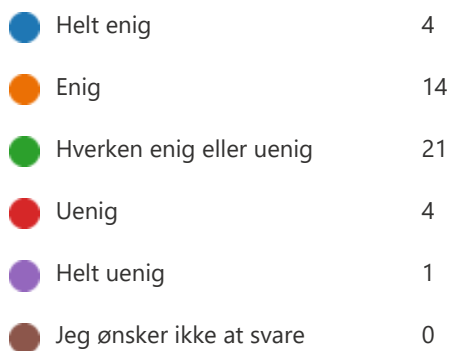 Helt enig 4
Enig 14
Hverken enig eller uenig 21
Uenig 4
Helt uenig 1
Jeg ønsker ikke at svare 0